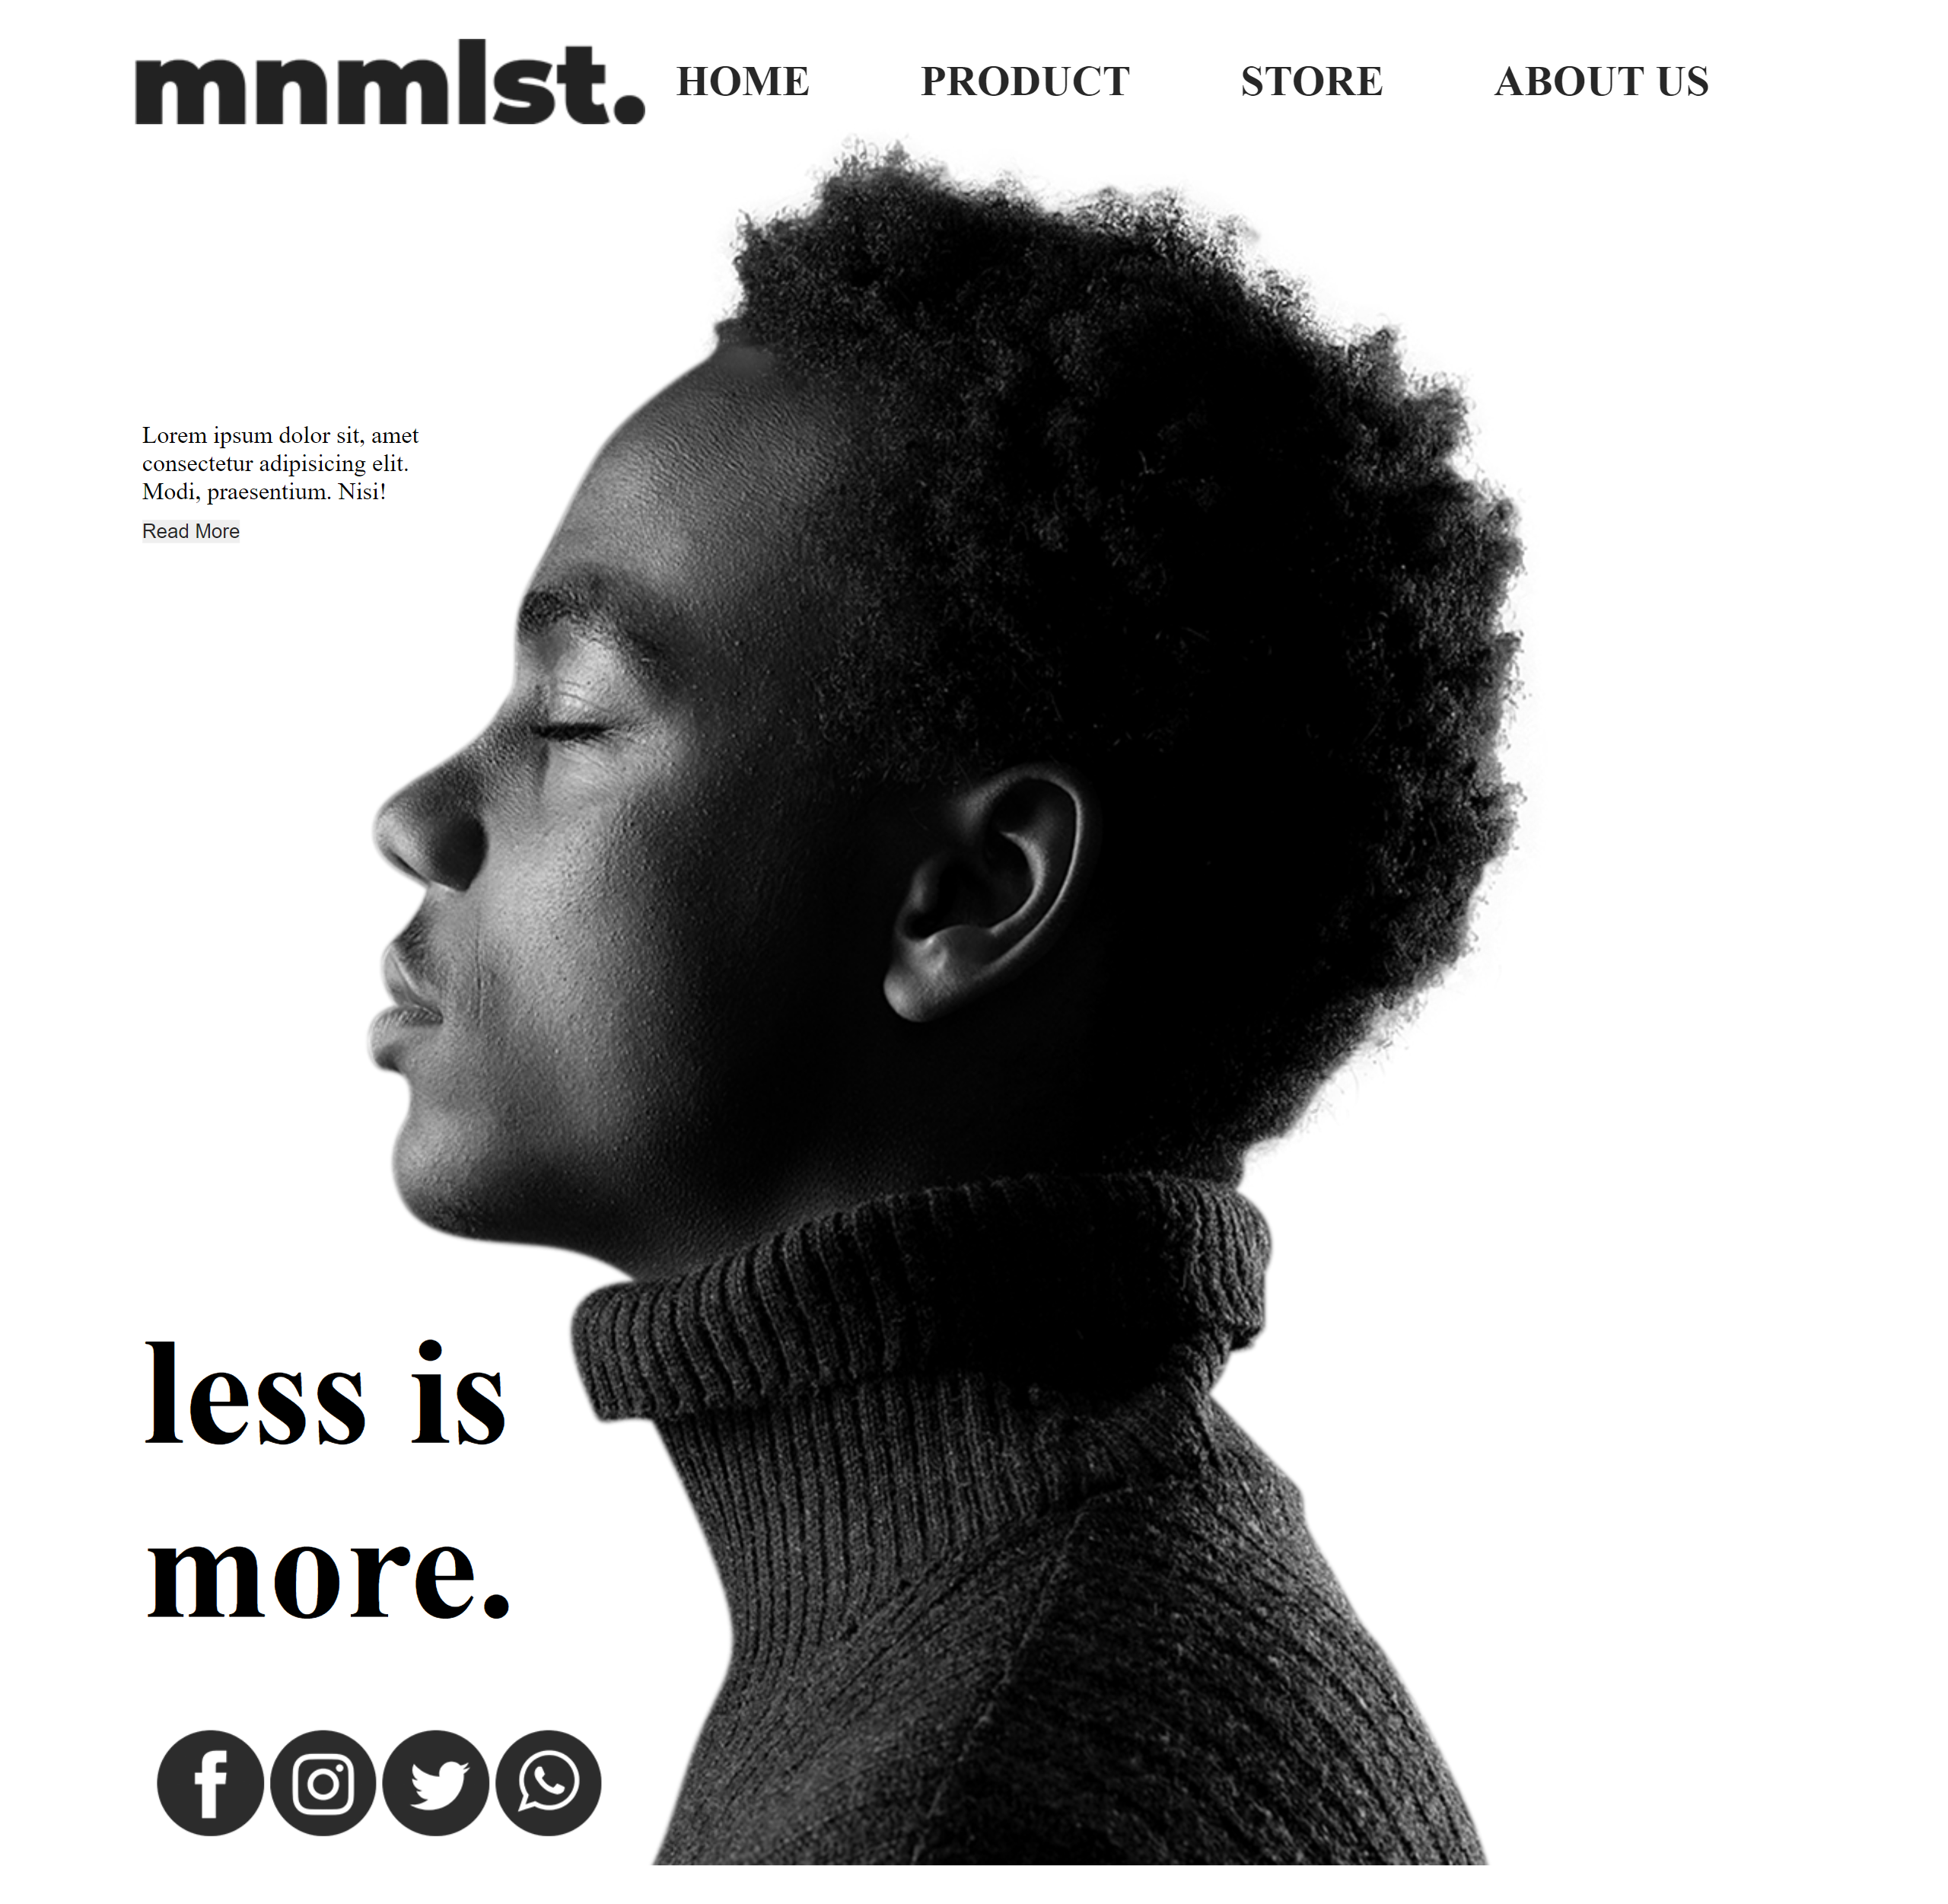 mnmlst. HOME PRODUCT STORE ABOUT US
Lorem ipsum dolor sit, amet
consectetur adipisicing elit.
Modi, praesentium. Nisi!
Read More
less is
more.